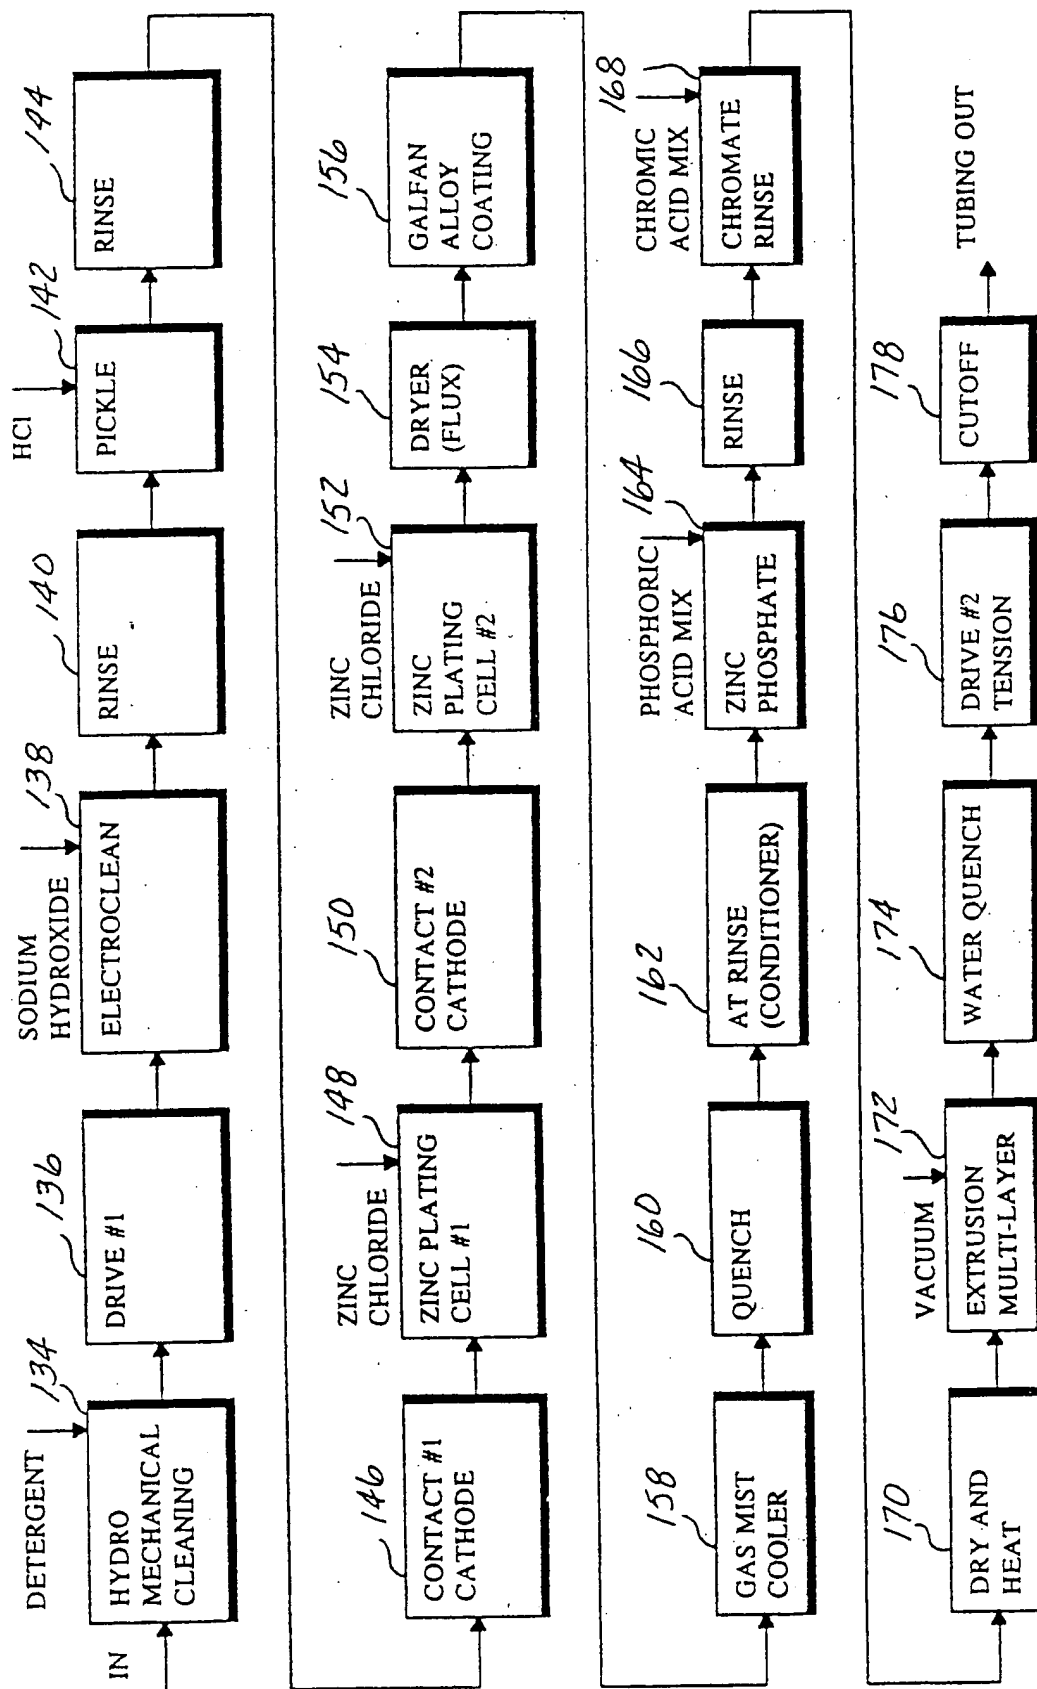 DETERGENT
134
IN
HYDRO
MECHANICAL
CLEANING
136
DRIVE #1
SODIUM
HYDROXIDE
138
ELECTROCLEAN
140
RINSE
HCl
142
PICKLE
144
RINSE
146
CONTACT #1
CATHODE
ZINC
CHLORIDE
148
ZINC PLATING
CELL #1
150
CONTACT #2
CATHODE
ZINC
CHLORIDE
152
ZINC
PLATING
CELL #2
154
DRYER
(FLUX)
156
GALFAN
ALLOY
COATING
158
GAS MIST
COOLER
160
QUENCH
162
AT RINSE
(CONDITIONER)
PHOSPHORIC
ACID MIX
164
ZINC
PHOSPHATE
166
RINSE
CHROMIC
ACID MIX
168
CHROMATE
RINSE
170
DRY AND
HEAT
VACUUM
172
EXTRUSION
MULTI-LAYER
174
WATER QUENCH
176
DRIVE #2
TENSION
178
CUTOFF
TUBING OUT